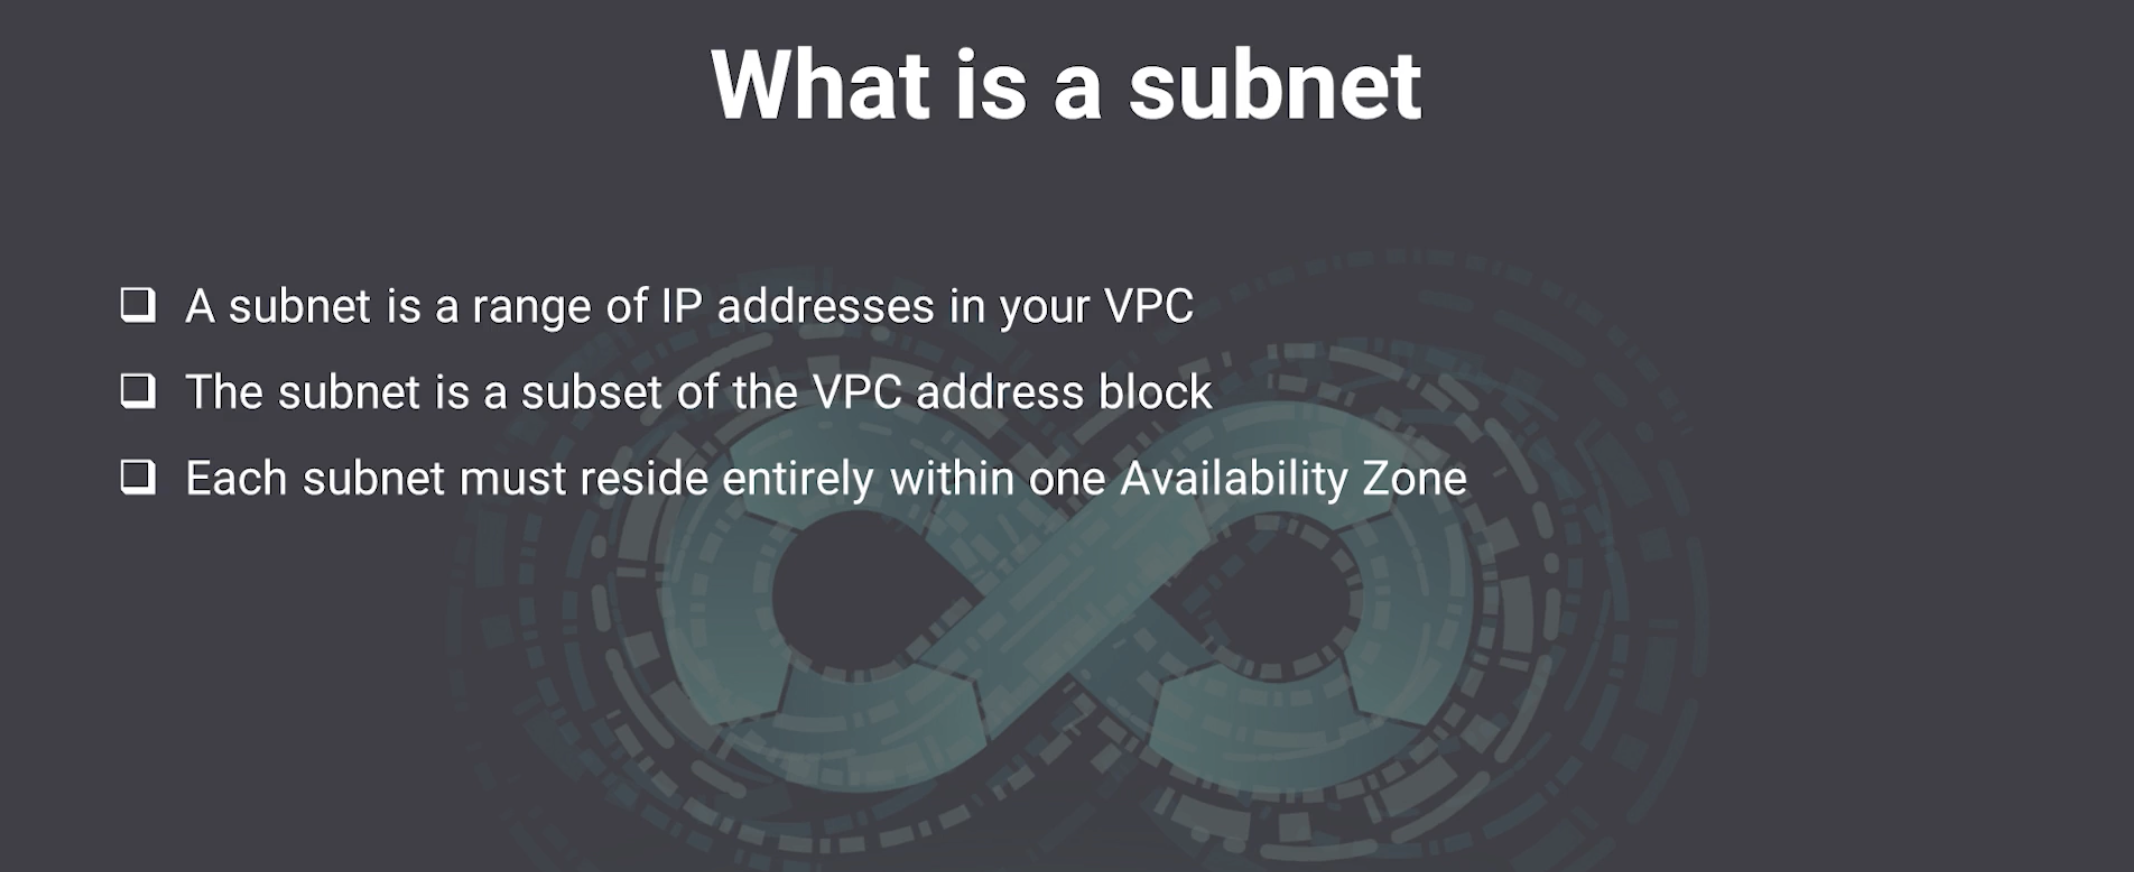 What is a subnet
❑ A subnet is a range of IP addresses in your VPC
❑ The subnet is a subset of the VPC address block
❑ Each subnet must reside entirely within one Availability Zone